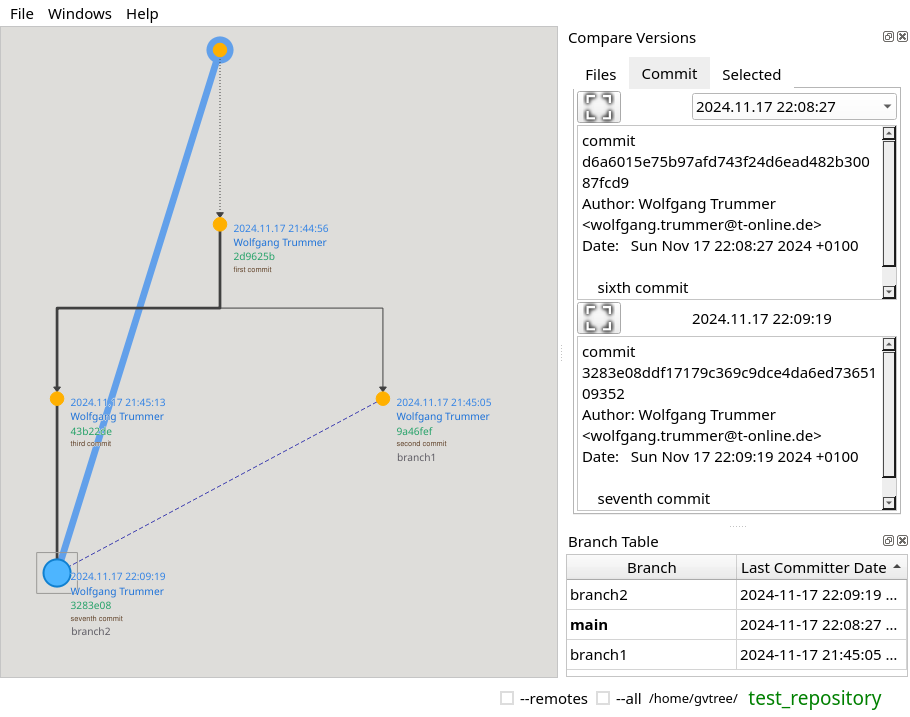 File Windows Help
Compare Versions
Files Commit Selected
2024.11.17 22:08:27
commit
d6a6015e75b97afd743f24d6ead482b300
87fcd9
Author: Wolfgang Trummer
<wolfgang.trummer@t-online.de>
Date: Sun Nov 17 22:08:27 2024 +0100
sixth commit
2024.11.17 22:09:19
commit
3283e08ddf17179c369c9dce4da6ed73651
09352
Author: Wolfgang Trummer
<wolfgang.trummer@t-online.de>
Date: Sun Nov 17 22:09:19 2024 +0100
seventh commit
2024.11.17 21:44:56
Wolfgang Trummer
2d9625b
first commit
2024.11.17 21:45:13
Wolfgang Trummer
third commit
2024.11.17 21:45:05
Wolfgang Trummer
9a46fef
second commit
branch1
2024.11.17 22:09:19
Wolfgang Trummer
3283e08
seventh commit
branch2
Branch Table
Branch Last Committer Date
branch2 2024-11-17 22:09:19 ...
main 2024-11-17 22:08:27 ...
branch1 2024-11-17 21:45:05 ...
--remotes --all /home/gvtree/ test_repository